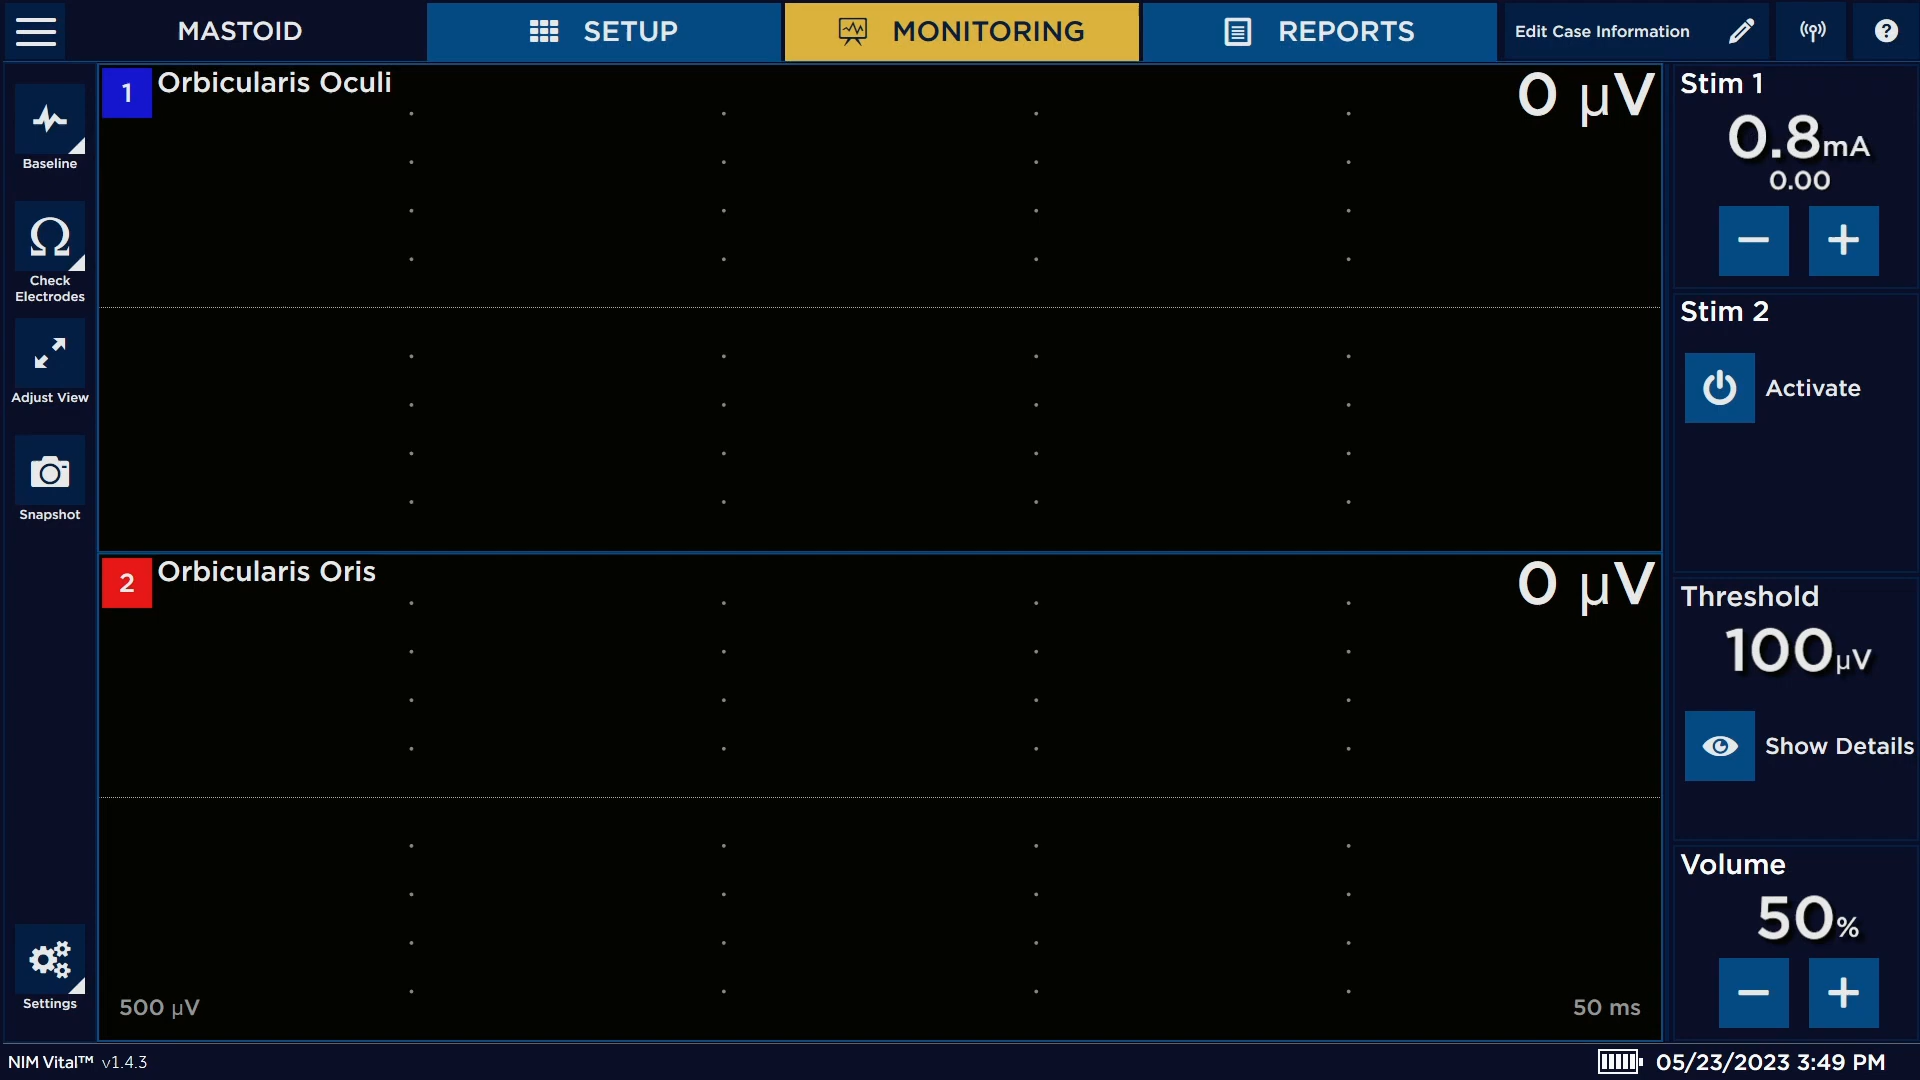 MASTOID
SETUP
MONITORING
REPORTS
Edit Case Information
?
Baseline
Ω
Check
Electrodes
Adjust View
Snapshot
Settings
1
Orbicularis Oculi
0 µV
2
Orbicularis Oris
0 µV
500 µV
50 ms
Stim 1
0.8mA
0.00
− +
Stim 2
Activate
Threshold
100µV
Show Details
Volume
50%
− +
NIM Vital™ v1.4.3
05/23/2023 3:49 PM